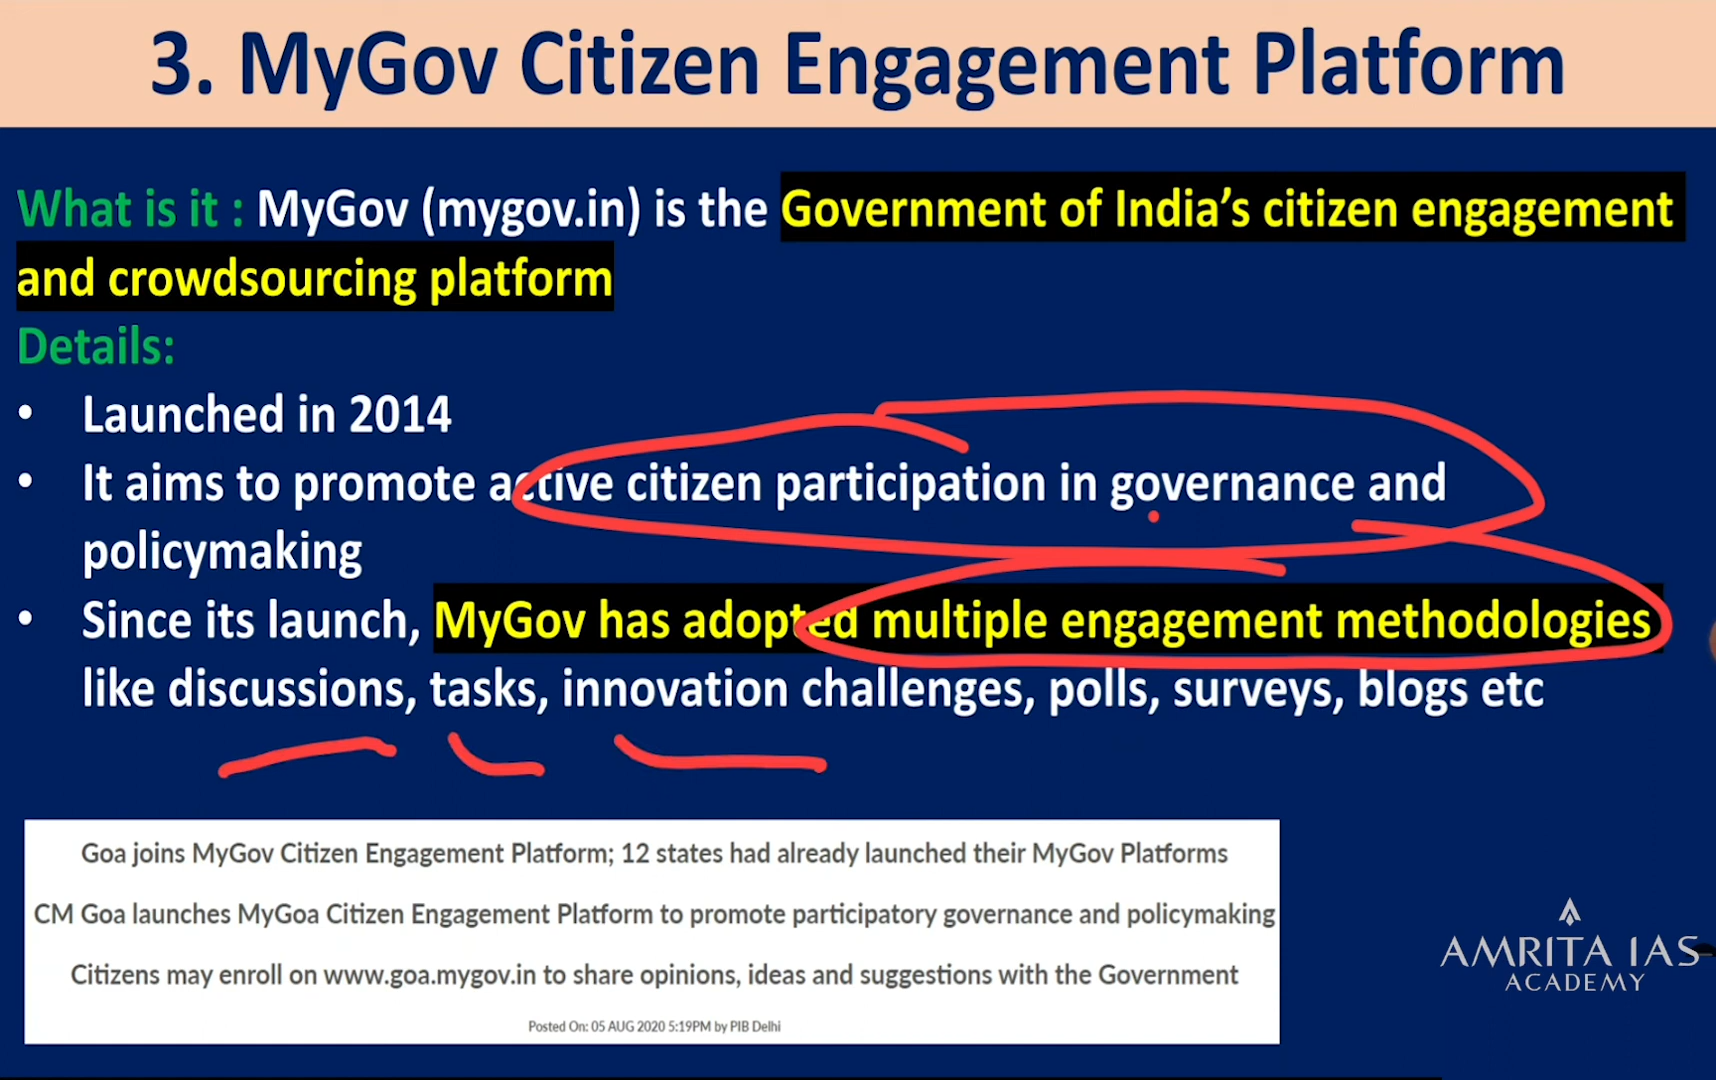 3. MyGov Citizen Engagement Platform
What is it : MyGov (mygov.in) is the Government of India’s citizen engagement
and crowdsourcing platform
Details:
• Launched in 2014
• It aims to promote active citizen participation in governance and
policymaking
• Since its launch, MyGov has adopted multiple engagement methodologies
like discussions, tasks, innovation challenges, polls, surveys, blogs etc
Goa joins MyGov Citizen Engagement Platform; 12 states had already launched their MyGov Platforms
CM Goa launches MyGoa Citizen Engagement Platform to promote participatory governance and policymaking
Citizens may enroll on www.goa.mygov.in to share opinions, ideas and suggestions with the Government
Posted On: 05 AUG 2020 5:19PM by PIB Delhi
AMRITA IAS
ACADEMY